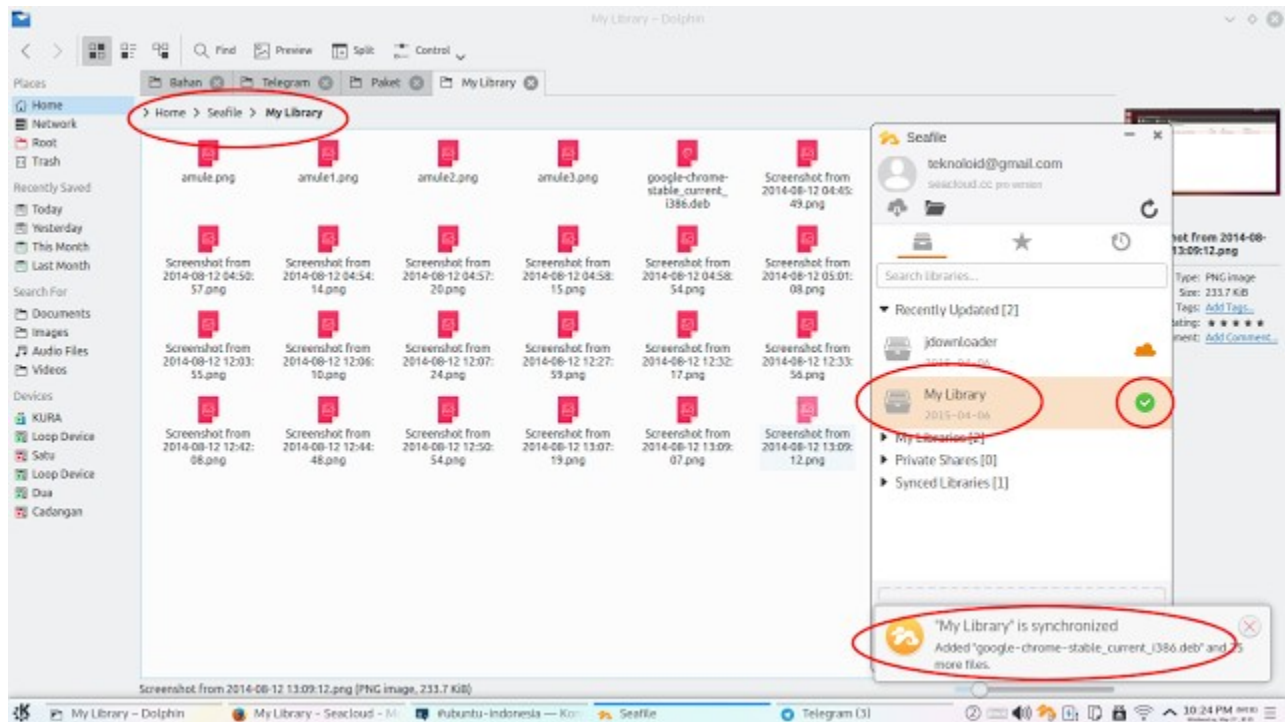 My Library – Dolphin
Find Preview Split Control
Places
Home
Network
Root
Trash
Recently Saved
Today
Yesterday
This Month
Last Month
Search For
Documents
Images
Audio Files
Videos
Devices
KURA
Loop Device
Satu
Loop Device
Dua
Cadangan
Bahan Telegram Paket My Library
> Home > Seafile > My Library
amule.png
amule1.png
amule2.png
amule3.png
google-chrome-
stable_current_
i386.deb
Screenshot from
2014-08-12 04:45:
49.png
Screenshot from
2014-08-12 04:50:
57.png
Screenshot from
2014-08-12 04:54:
14.png
Screenshot from
2014-08-12 04:57:
20.png
Screenshot from
2014-08-12 04:58:
15.png
Screenshot from
2014-08-12 04:58:
54.png
Screenshot from
2014-08-12 05:01:
08.png
Screenshot from
2014-08-12 12:03:
55.png
Screenshot from
2014-08-12 12:06:
10.png
Screenshot from
2014-08-12 12:07:
24.png
Screenshot from
2014-08-12 12:27:
59.png
Screenshot from
2014-08-12 12:32:
17.png
Screenshot from
2014-08-12 12:33:
56.png
Screenshot from
2014-08-12 12:42:
08.png
Screenshot from
2014-08-12 12:44:
48.png
Screenshot from
2014-08-12 12:50:
54.png
Screenshot from
2014-08-12 13:07:
19.png
Screenshot from
2014-08-12 13:09:
07.png
Screenshot from
2014-08-12 13:09:
12.png
Seafile
teknoloid@gmail.com
seacloud.cc pro version
Search libraries...
Recently Updated [2]
jdownloader
2015-04-06
My Library
2015-04-06
My Libraries [2]
Private Shares [0]
Synced Libraries [1]
"My Library" is synchronized
Added "google-chrome-stable_current_i386.deb" and 25
more files.
from 2014-08-
13:09:12.png
Type: PNG image
Size: 233.7 KiB
Tags: Add Tags...
Add Comment...
Screenshot from 2014-08-12 13:09:12.png (PNG image, 233.7 KiB)
My Library – Dolphin
My Library - Seacloud - M
#ubuntu-indonesia — Kon
Seafile
Telegram (3)
10:24 PM